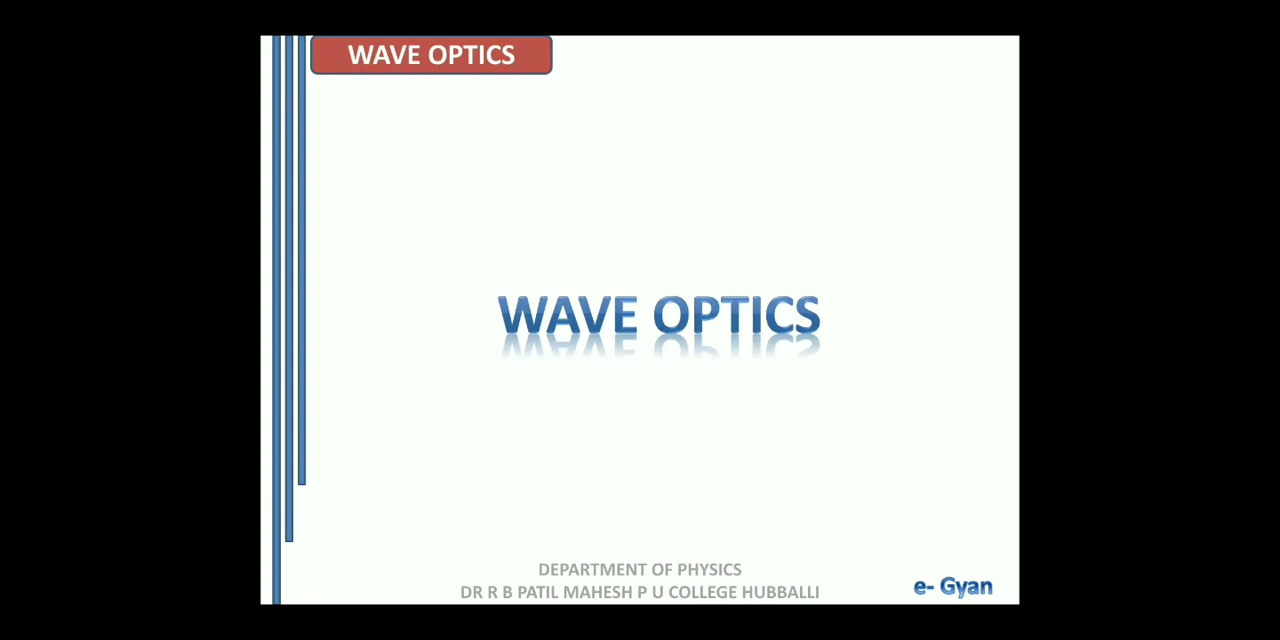 WAVE OPTICS
WAVE OPTICS
DEPARTMENT OF PHYSICS
DR R B PATIL MAHESH P U COLLEGE HUBBALLI
e- Gyan